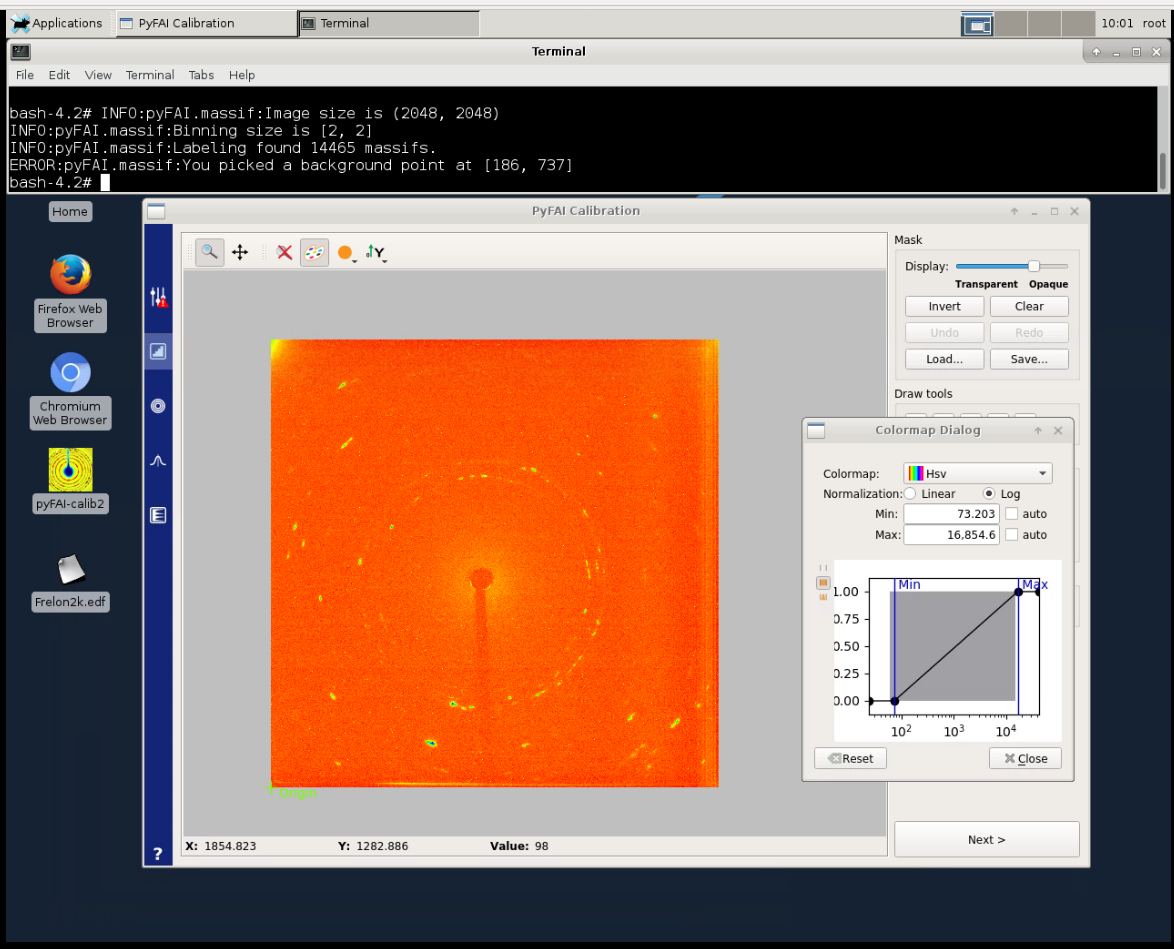 Applications PyFAI Calibration Terminal 10:01 root
Terminal
File Edit View Terminal Tabs Help
bash-4.2# INFO:pyFAI.massif:Image size is (2048, 2048)
INFO:pyFAI.massif:Binning size is [2, 2]
INFO:pyFAI.massif:Labeling found 14465 massifs.
ERROR:pyFAI.massif:You picked a background point at [186, 737]
bash-4.2#
Home
Firefox Web
Browser
Chromium
Web Browser
pyFAI-calib2
Frelon2k.edf
PyFAI Calibration
Y
Origin
X: 1854.823 Y: 1282.886 Value: 98
?
Mask
Display:
Transparent Opaque
Invert Clear
Undo Redo
Load... Save...
Draw tools
Colormap Dialog
Colormap: Hsv
Normalization: Linear Log
Min: 73.203 auto
Max: 16,854.6 auto
Min Max
1.00
0.75
0.50
0.25
0.00
10² 10³ 10⁴
Reset Close
Next >